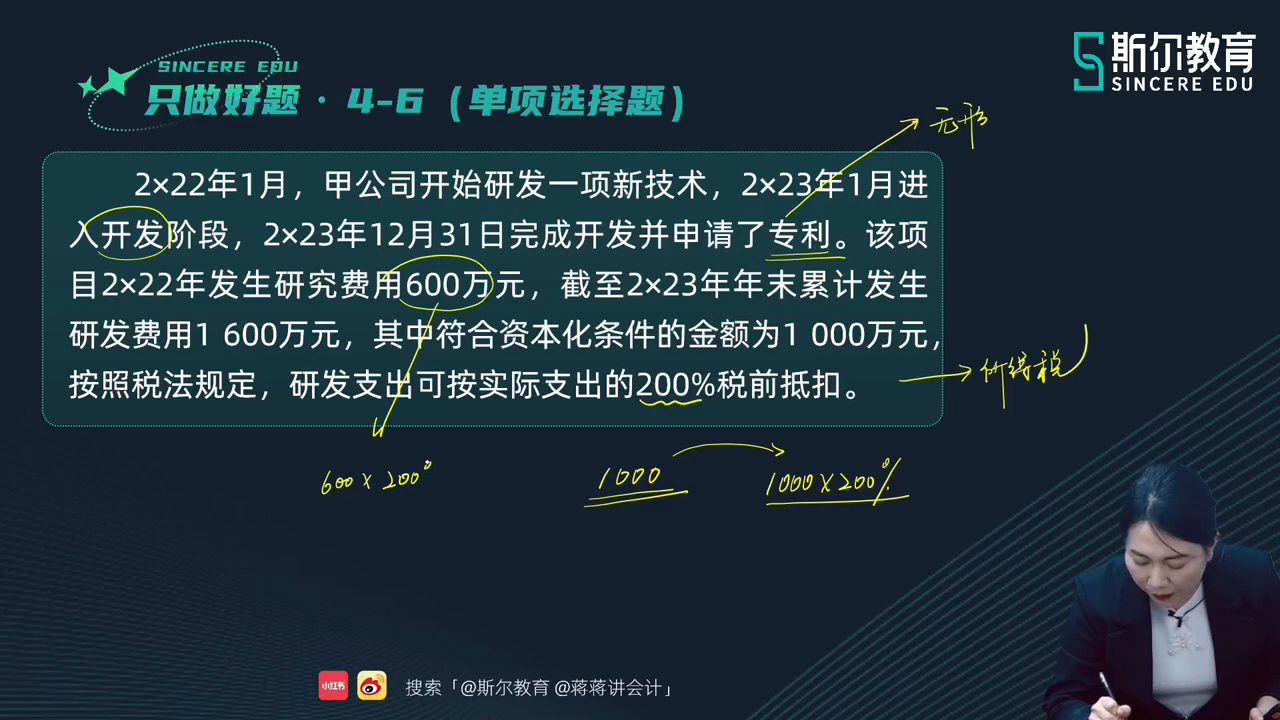 SINCERE EDU
只做好题·4-6（单项选择题）
斯尔教育
SINCERE EDU
无形
2×22年1月，甲公司开始研发一项新技术，2×23年1月进
入开发阶段，2×23年12月31日完成开发并申请了专利。该项
目2×22年发生研究费用600万元，截至2×23年年末累计发生
研发费用1 600万元，其中符合资本化条件的金额为1 000万元，
按照税法规定，研发支出可按实际支出的200%税前抵扣。
所得税
600×200%
1000
1000×200%
小红书
搜索「@斯尔教育 @蒋蒋讲会计」